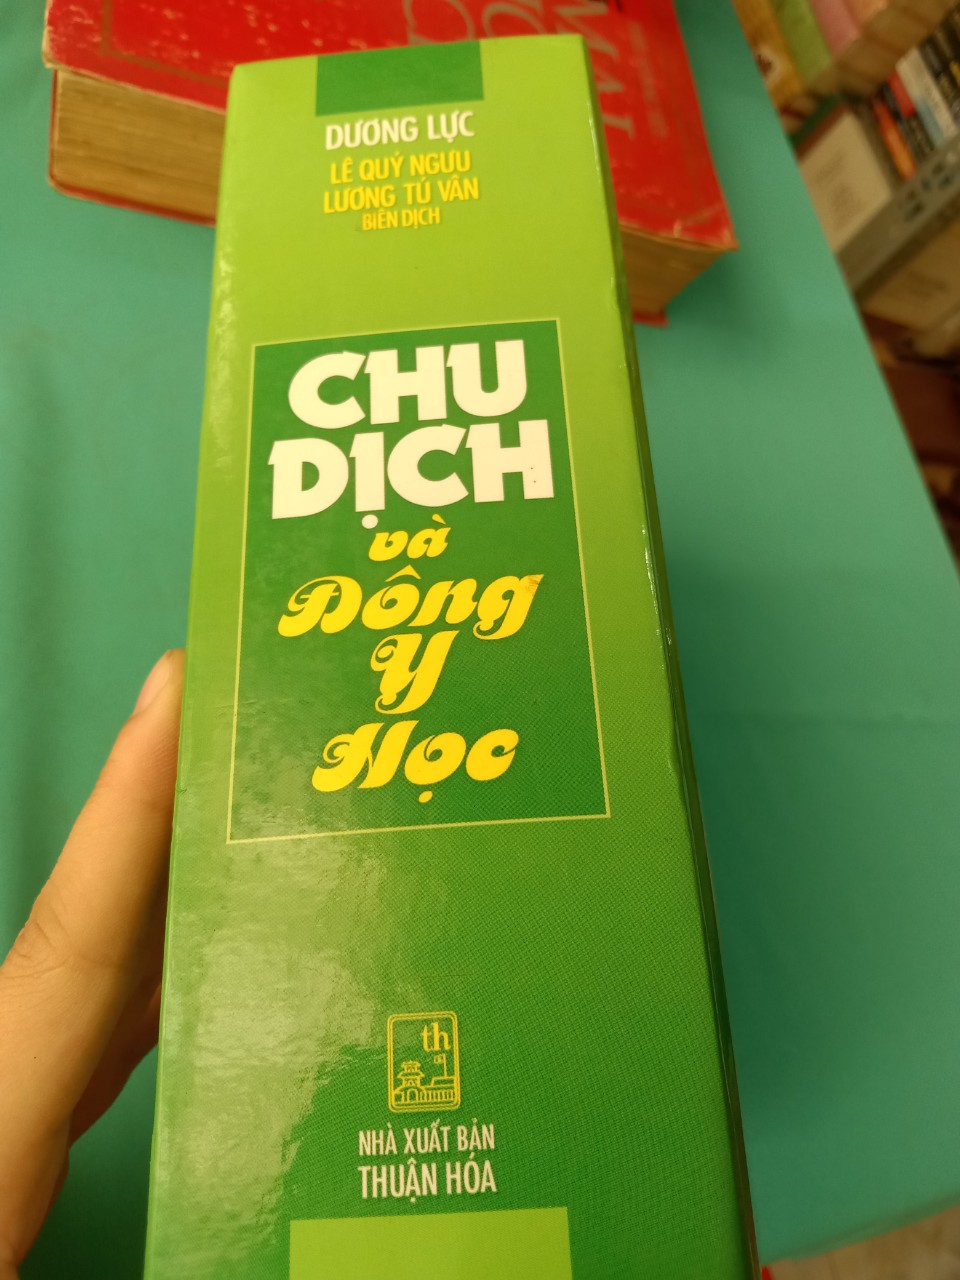 DƯƠNG LỰC
LÊ QUÝ NGƯU
LƯƠNG TÚ VÂN
BIÊN DỊCH
CHU
DỊCH
và
Đông
Y
Học
th
NHÀ XUẤT BẢN
THUẬN HÓA